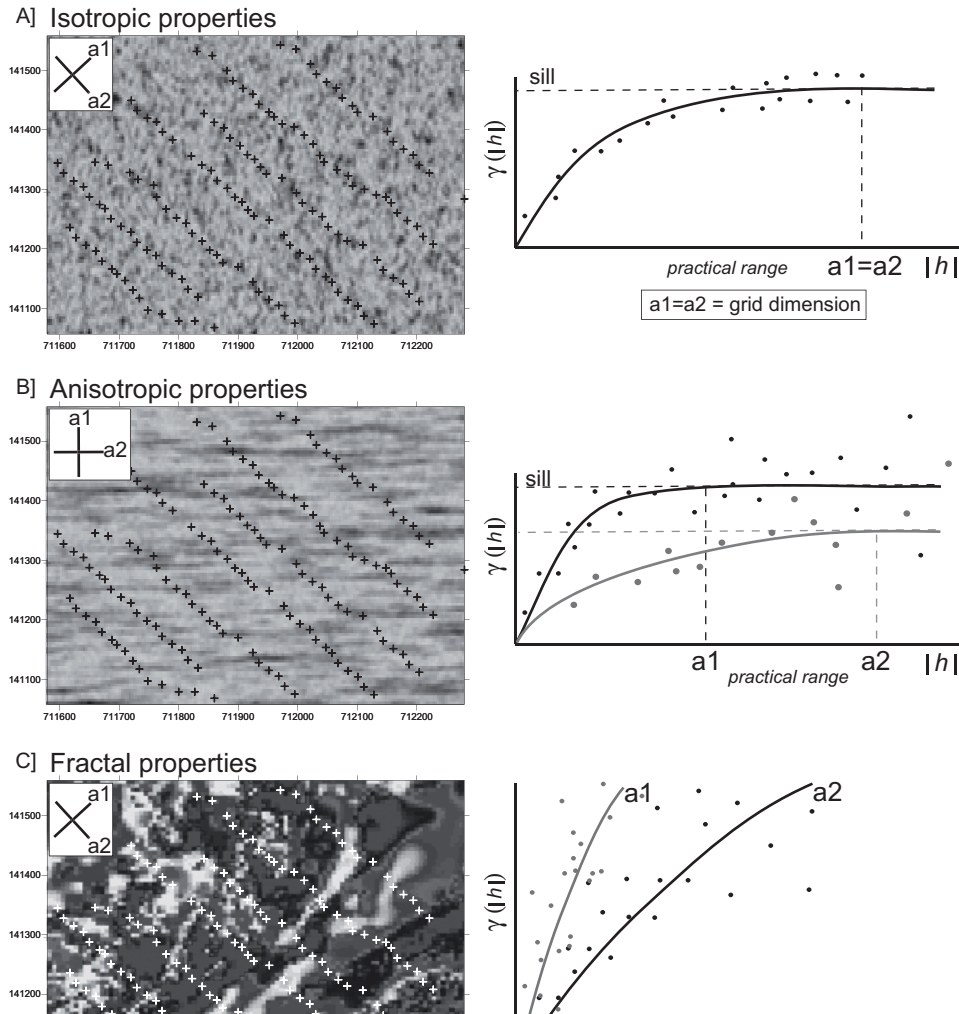 A] Isotropic properties
a1
a2
141500
141400
141300
141200
141100
711600 711700 711800 711900 712000 712100 712200
sill
γ (|h|)
practical range a1=a2 |h|
a1=a2 = grid dimension
B] Anisotropic properties
a1
a2
141500
141400
141300
141200
141100
711600 711700 711800 711900 712000 712100 712200
sill
γ (|h|)
a1 a2 |h|
practical range
C] Fractal properties
a1
a2
141500
141400
141300
141200
a1 a2
γ (|h|)